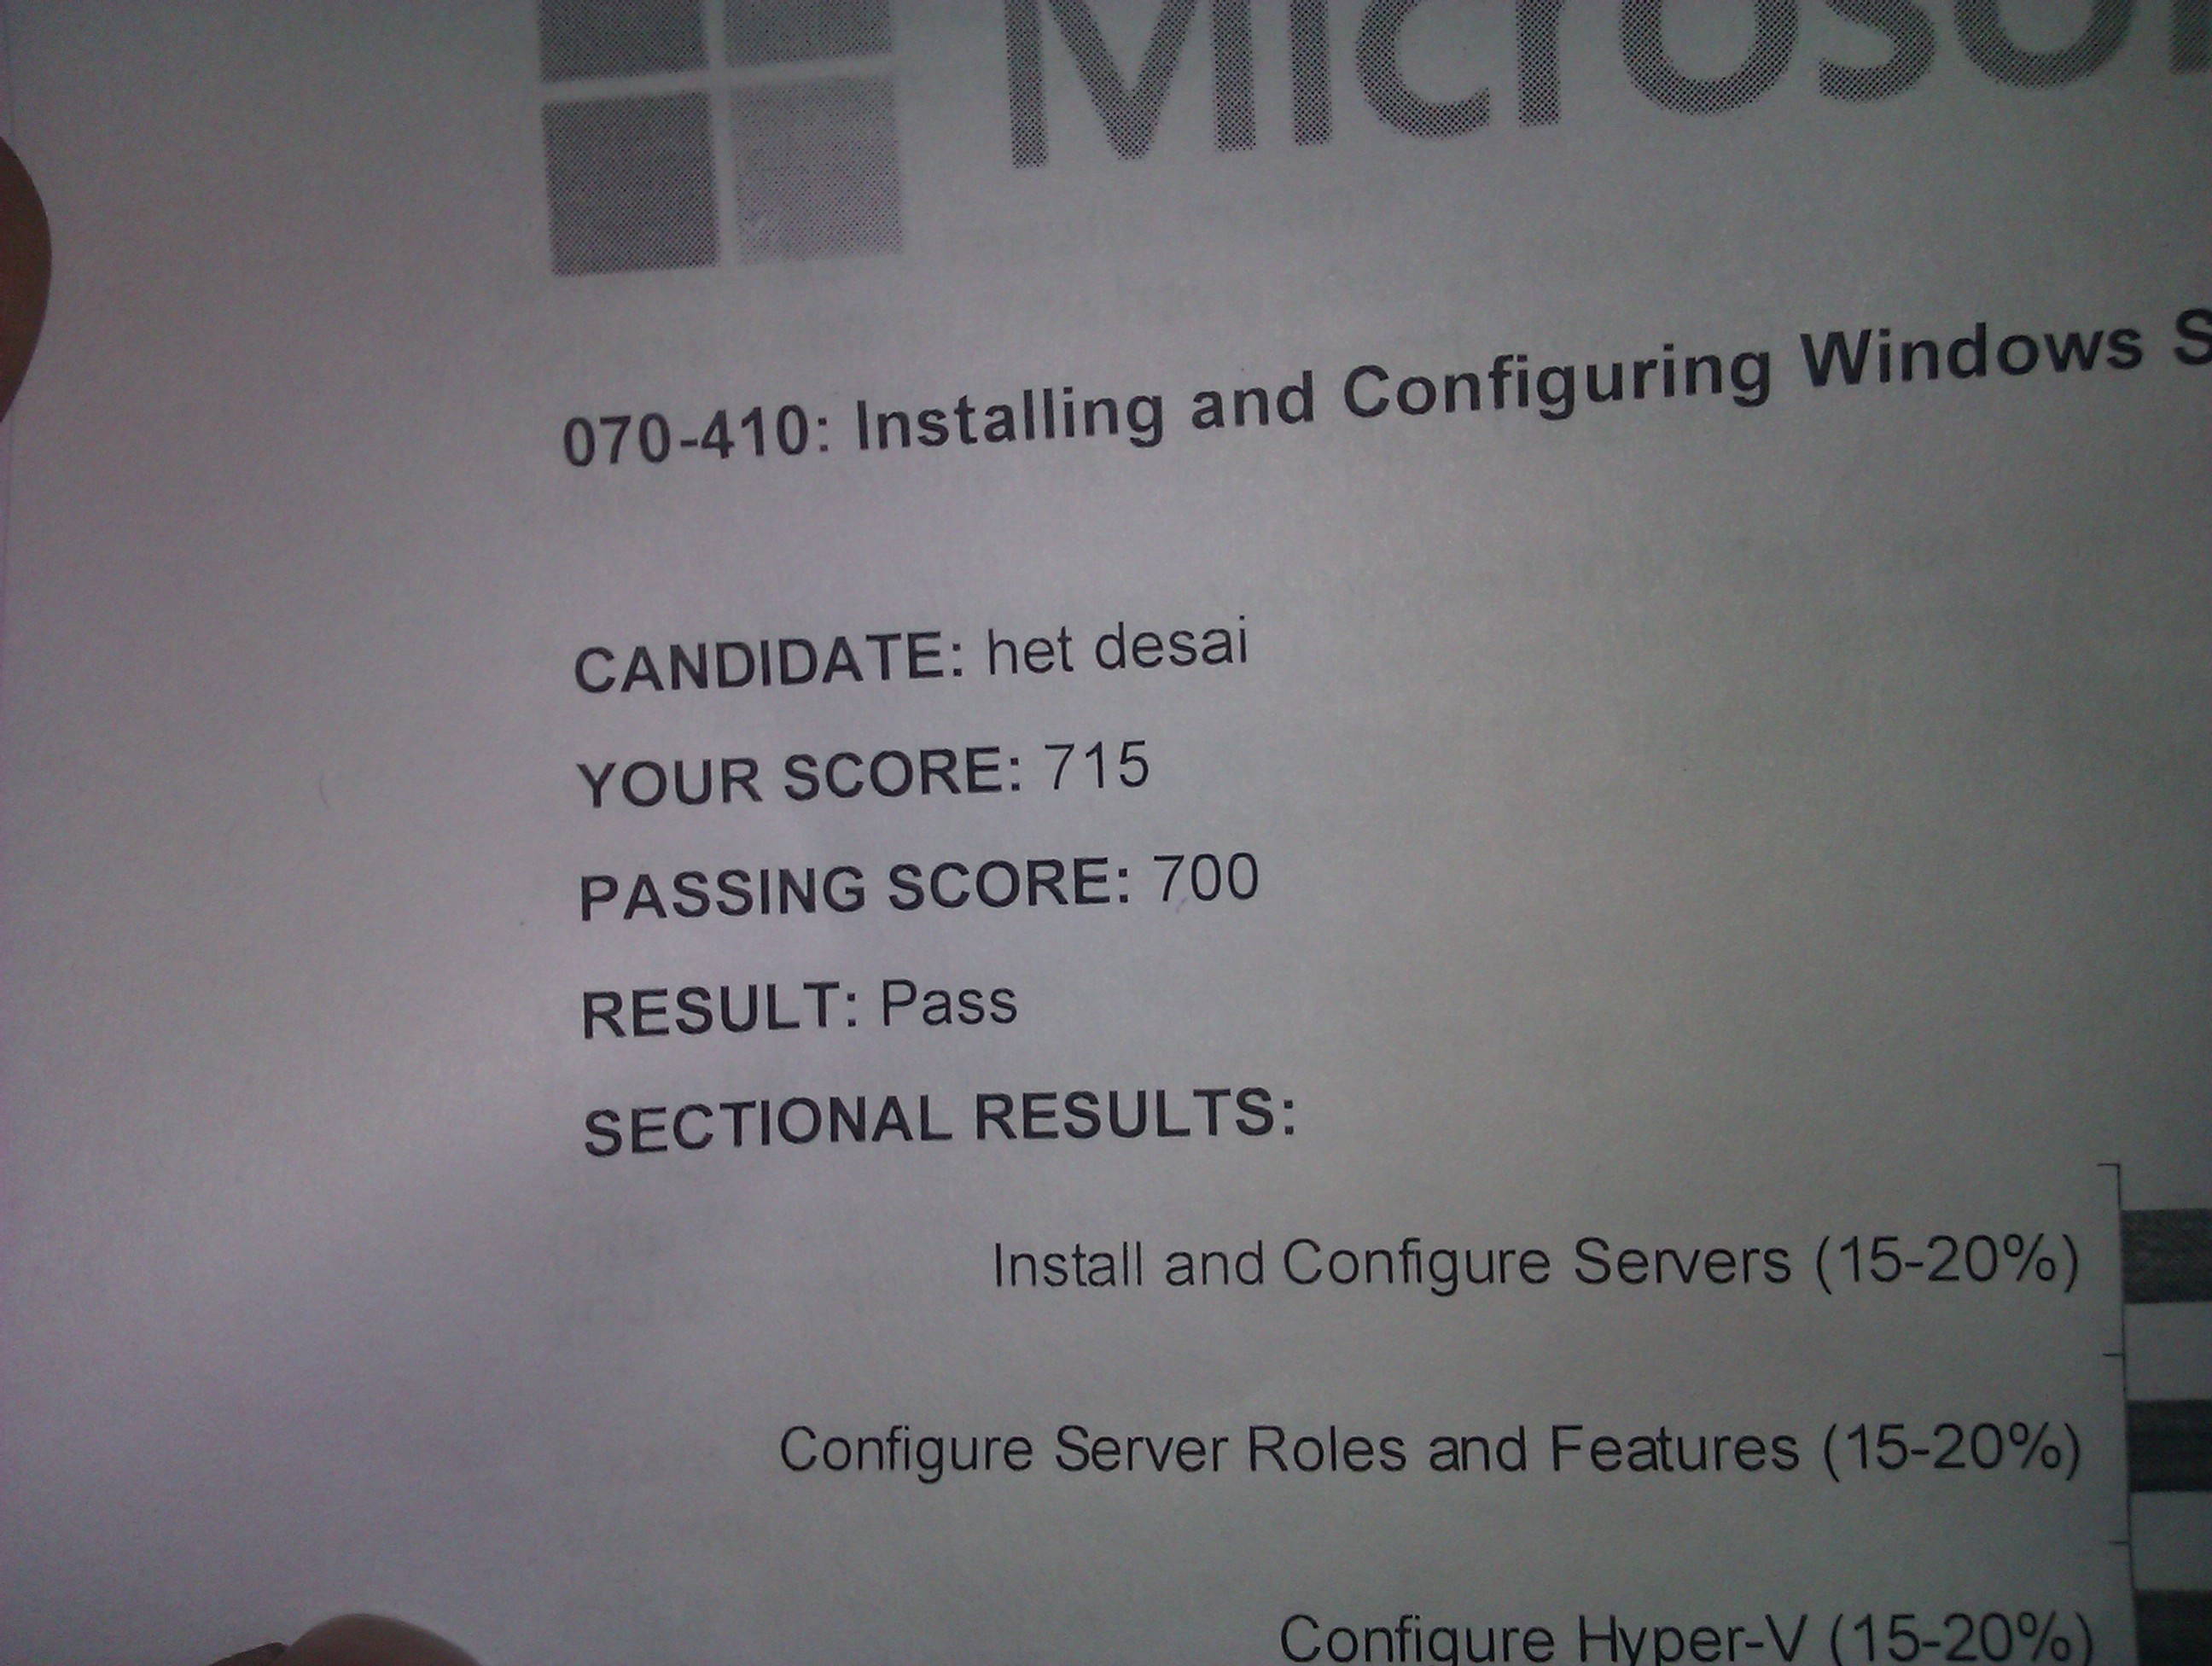 Microsof
070-410: Installing and Configuring Windows S
CANDIDATE: het desai
YOUR SCORE: 715
PASSING SCORE: 700
RESULT: Pass
SECTIONAL RESULTS:
Install and Configure Servers (15-20%)
Configure Server Roles and Features (15-20%)
Configure Hyper-V (15-20%)